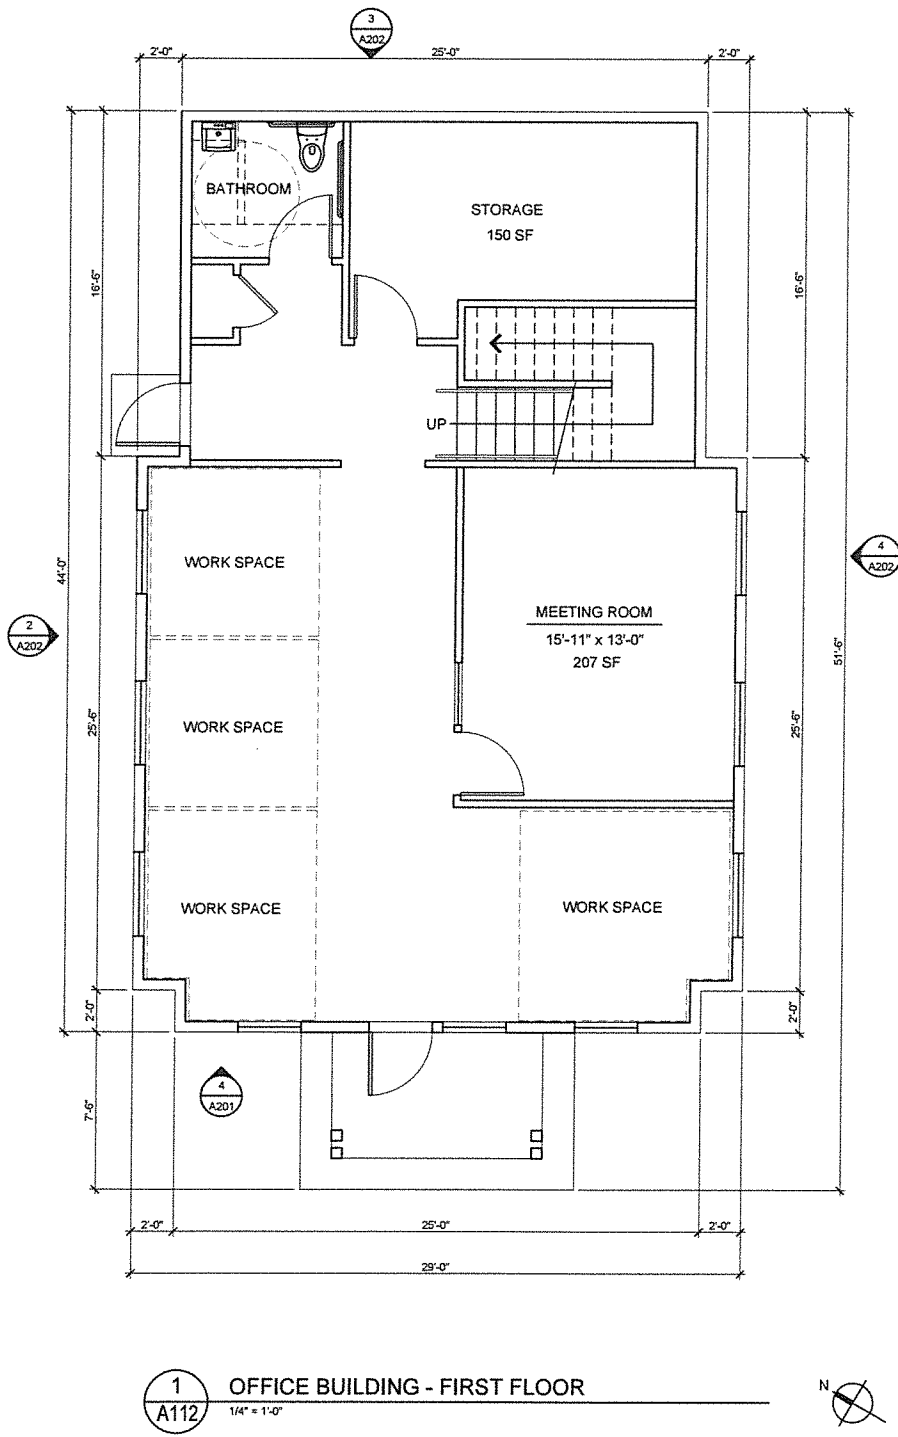 3
A202
2'-0"
25'-0"
2'-0"
BATHROOM
STORAGE
150 SF
16'-6"
16'-6"
UP
44'-0"
WORK SPACE
4
A202
2
A202
MEETING ROOM
15'-11" x 13'-0"
207 SF
51'-6"
25'-6"
WORK SPACE
25'-6"
WORK SPACE
WORK SPACE
2'-0"
2'-0"
4
A201
7'-6"
2'-0"
25'-0"
2'-0"
29'-0"
1
A112
OFFICE BUILDING - FIRST FLOOR
1/4" = 1'-0"
N